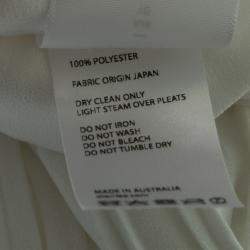 100% POLYESTER
FABRIC ORIGIN JAPAN
DRY CLEAN ONLY
LIGHT STEAM OVER PLEATS
DO NOT IRON
DO NOT WASH
DO NOT BLEACH
DO NOT TUMBLE DRY
MADE IN AUSTRALIA